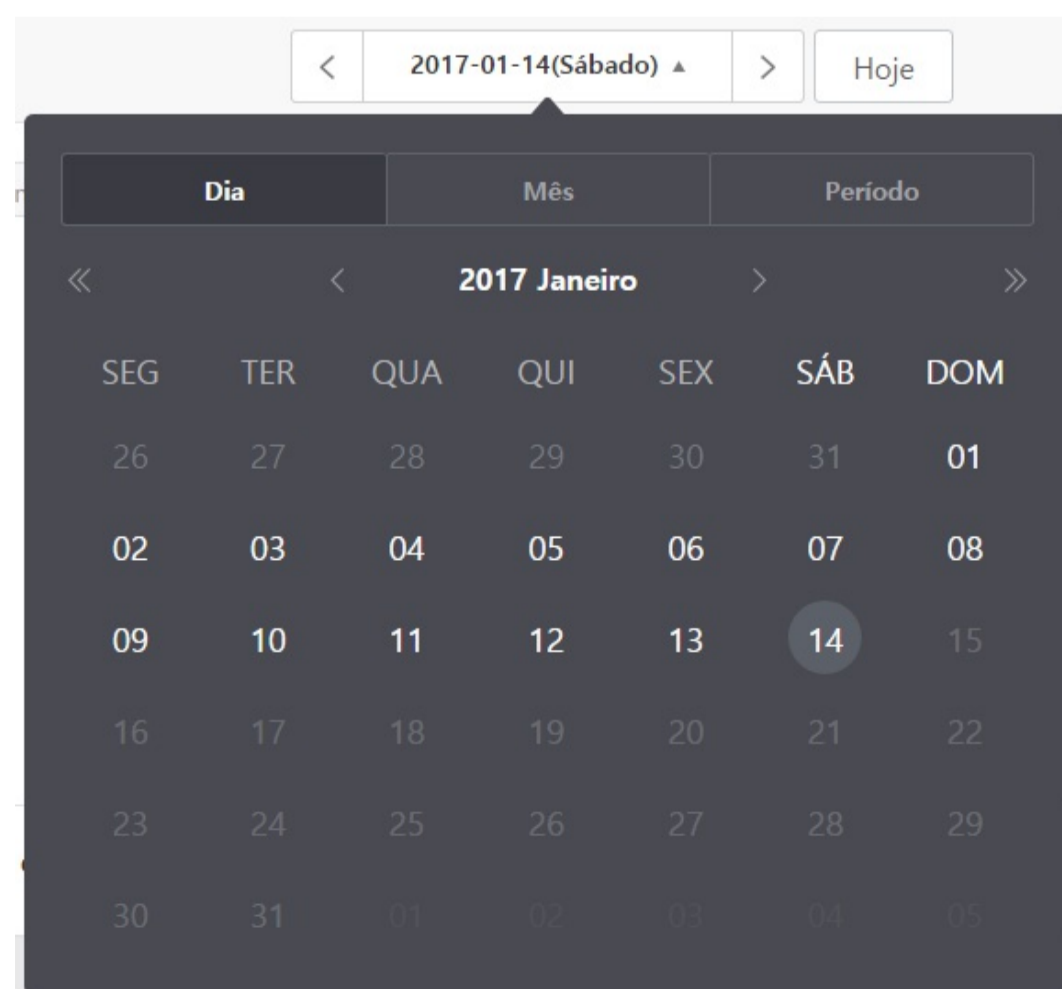 < 2017-01-14(Sábado) ▲ > Hoje
Dia Mês Período
« < 2017 Janeiro > »
SEG TER QUA QUI SEX SÁB DOM
26 27 28 29 30 31 01
02 03 04 05 06 07 08
09 10 11 12 13 14 15
16 17 18 19 20 21 22
23 24 25 26 27 28 29
30 31 01 02 03 04 05